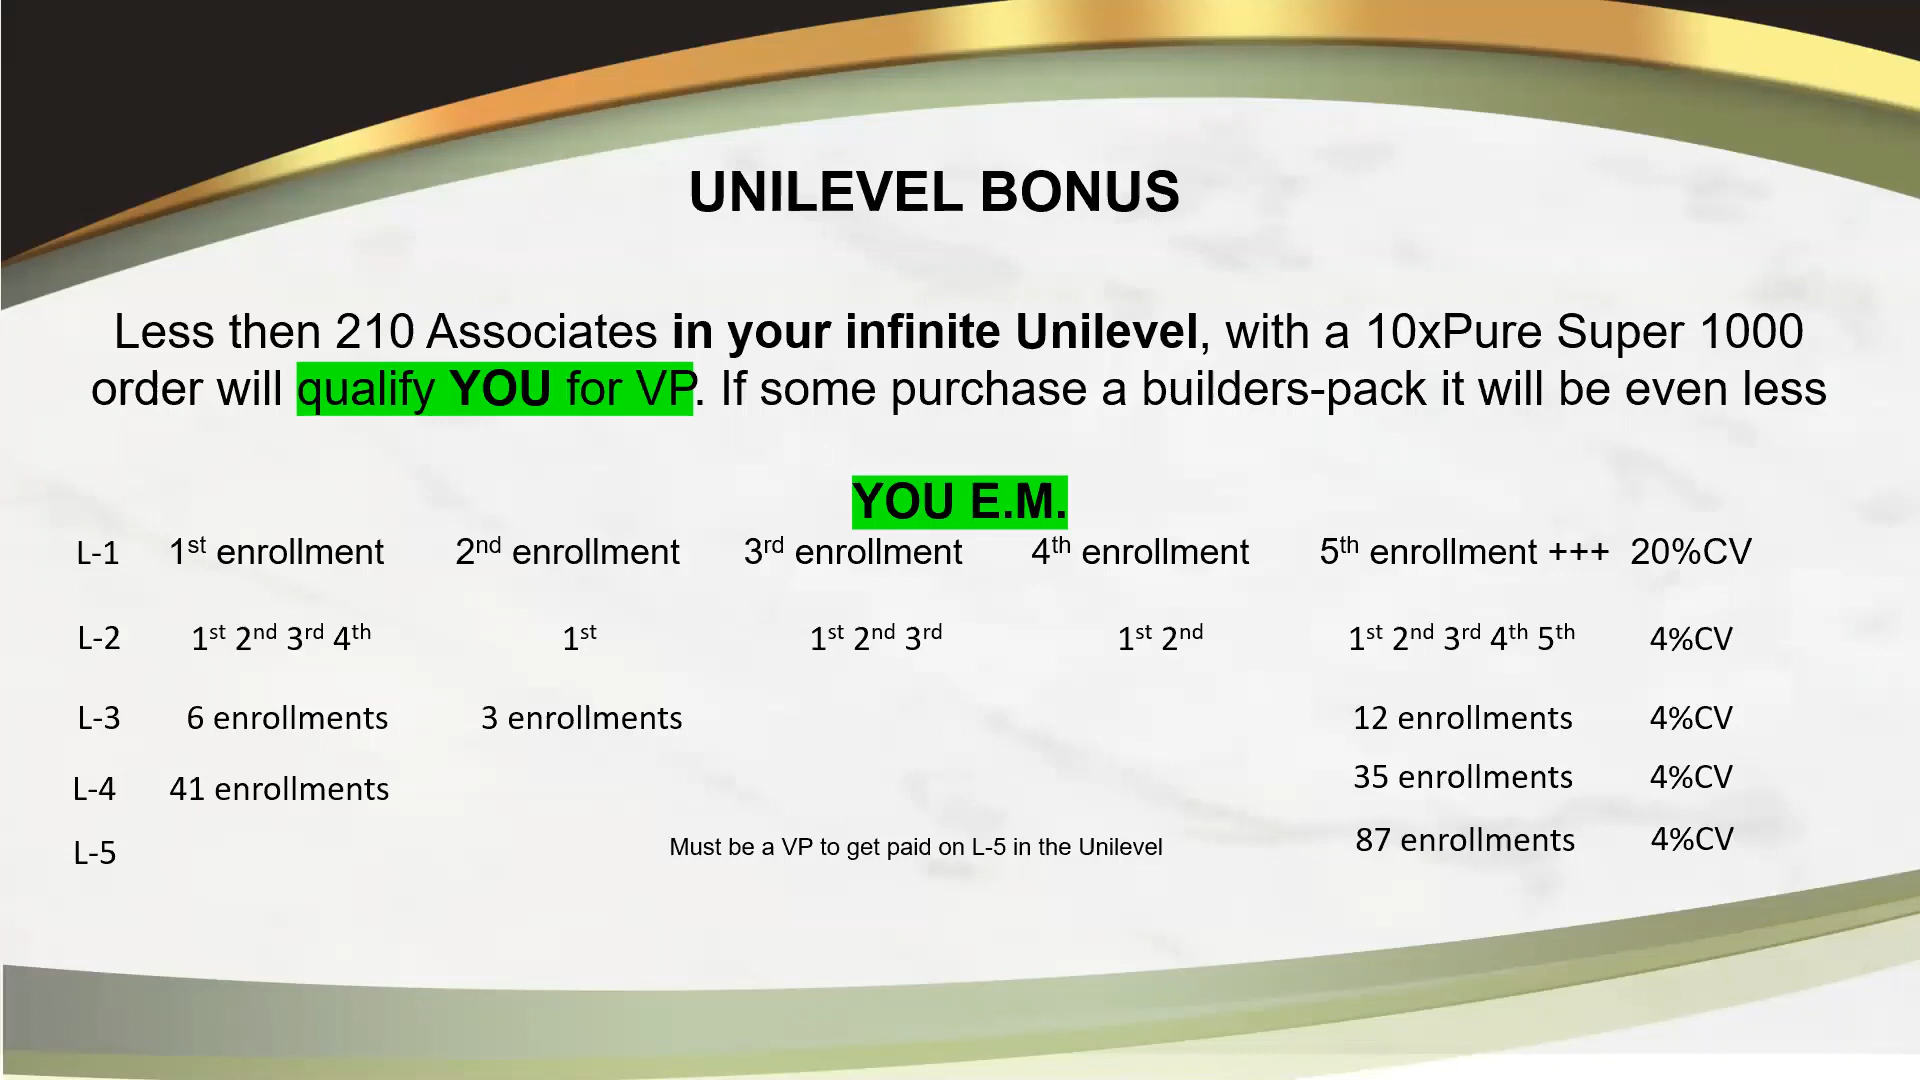 UNILEVEL BONUS
Less then 210 Associates in your infinite Unilevel, with a 10xPure Super 1000
order will qualify YOU for VP. If some purchase a builders-pack it will be even less
YOU E.M.
L-1 1st enrollment 2nd enrollment 3rd enrollment 4th enrollment 5th enrollment +++ 20%CV
L-2 1st 2nd 3rd 4th 1st 1st 2nd 3rd 1st 2nd 1st 2nd 3rd 4th 5th 4%CV
L-3 6 enrollments 3 enrollments 12 enrollments 4%CV
L-4 41 enrollments 35 enrollments 4%CV
L-5 Must be a VP to get paid on L-5 in the Unilevel 87 enrollments 4%CV